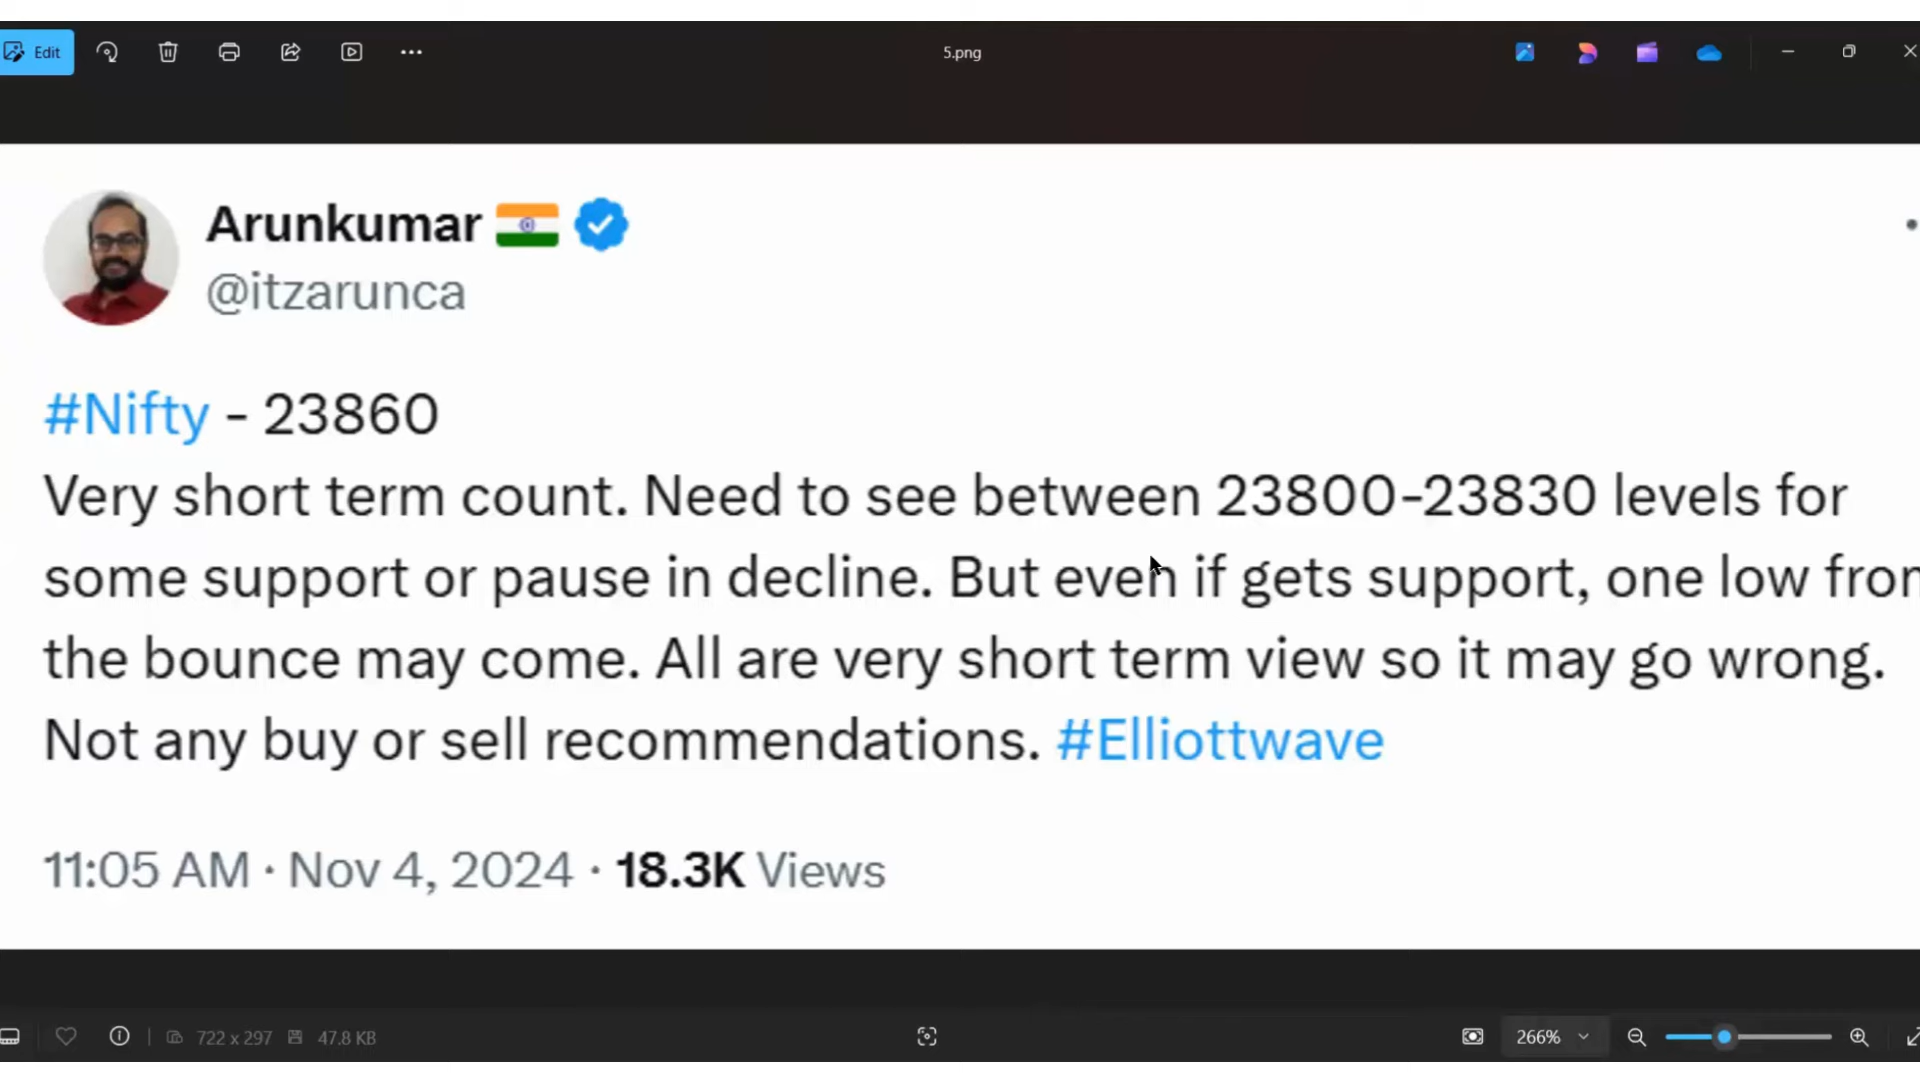 Edit
5.png
Arunkumar
@itzarunca
#Nifty - 23860
Very short term count. Need to see between 23800-23830 levels for
some support or pause in decline. But even if gets support, one low
the bounce may come. All are very short term view so it may go wrong.
Not any buy or sell recommendations. #Elliottwave
11:05 AM · Nov 4, 2024 · 18.3K Views
722 x 297
47.8 KB
266%